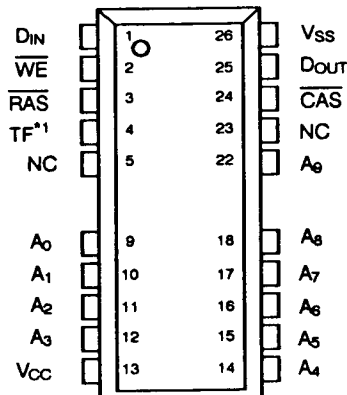 DIN 1 26 VSS
WE 2 25 DOUT
RAS 3 24 CAS
TF*1 4 23 NC
NC 5 22 A9
A0 9 18 A8
A1 10 17 A7
A2 11 16 A6
A3 12 15 A5
VCC 13 14 A4